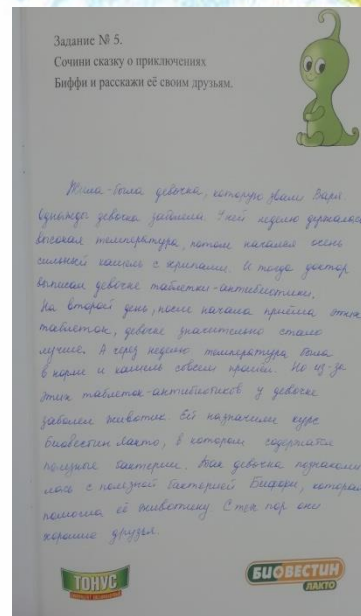 Задание № 5.
Сочини сказку о приключениях
Биффи и расскажи её своим друзьям.
Жила-была девочка, которую звали Варя.
Однажды девочка заболела. У неё неделю держалась
высокая температура, потом начался очень
сильный кашель с хрипами. И тогда доктор
выписал девочке таблетки-антибиотики.
На второй день, после начала приёма этих
таблеток, девочке значительно стало
лучше. А через неделю температура была
в норме и кашель совсем прошёл. Но из-за
этих таблеток-антибиотиков у девочки
заболел животик. Ей назначили курс
Биовестин Лакто, в котором содержатся
полезные бактерии. Так девочка познакоми
лась с полезной бактерией Биффи, которая
помогла её животику. С тех пор они
хорошие друзья.
ТОНУС
БИОВЕСТИН
ЛАКТО